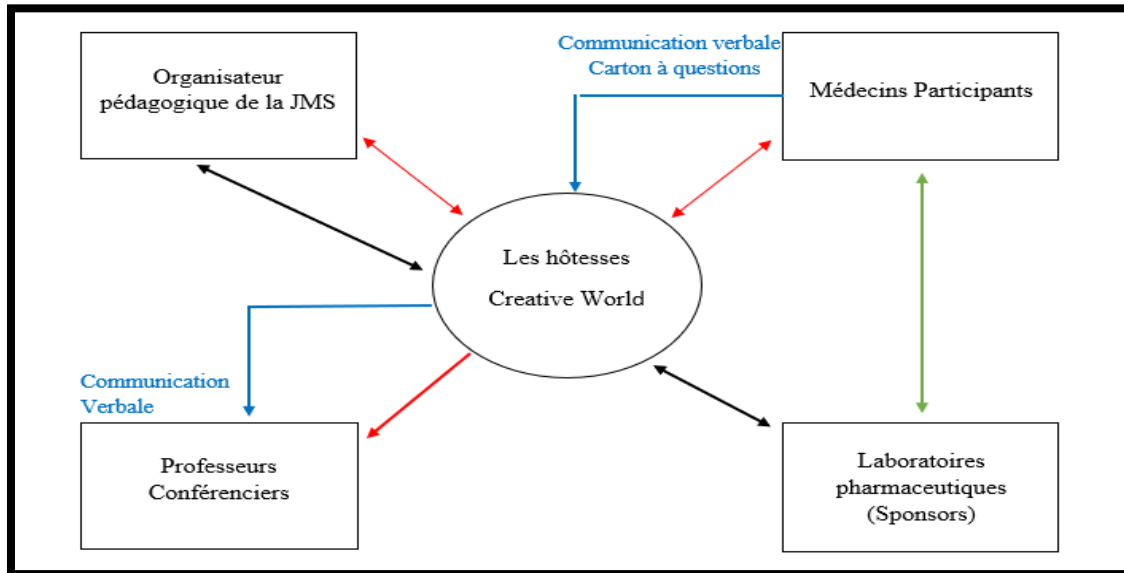 Organisateur
pédagogique de la JMS
Communication verbale
Carton à questions
Médecins Participants
Les hôtesses
Creative World
Communication
Verbale
Professeurs
Conférenciers
Laboratoires
pharmaceutiques
(Sponsors)